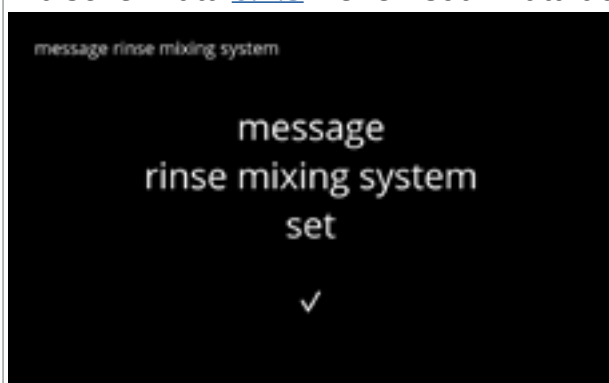 message rinse mixing system
message
rinse mixing system
set
✓